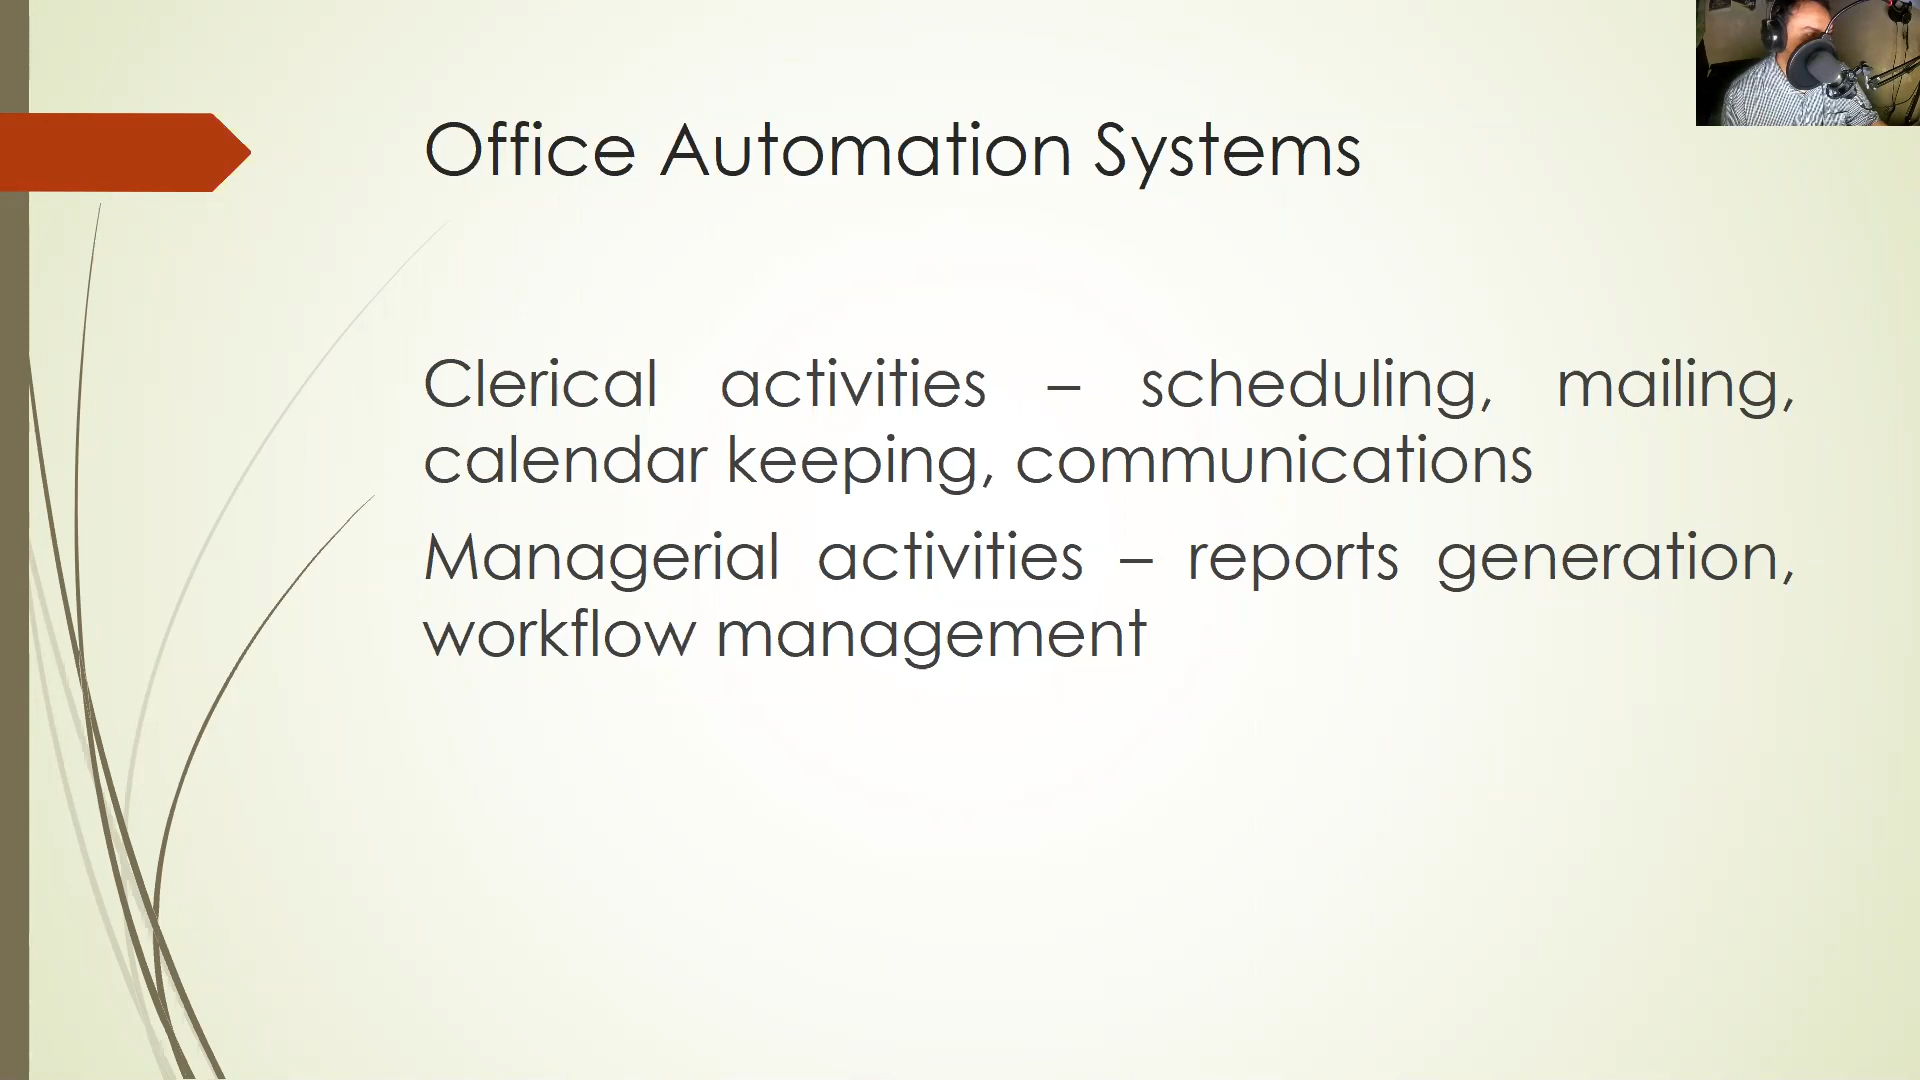 Office Automation Systems
Clerical activities – scheduling, mailing,
calendar keeping, communications
Managerial activities – reports generation,
workflow management